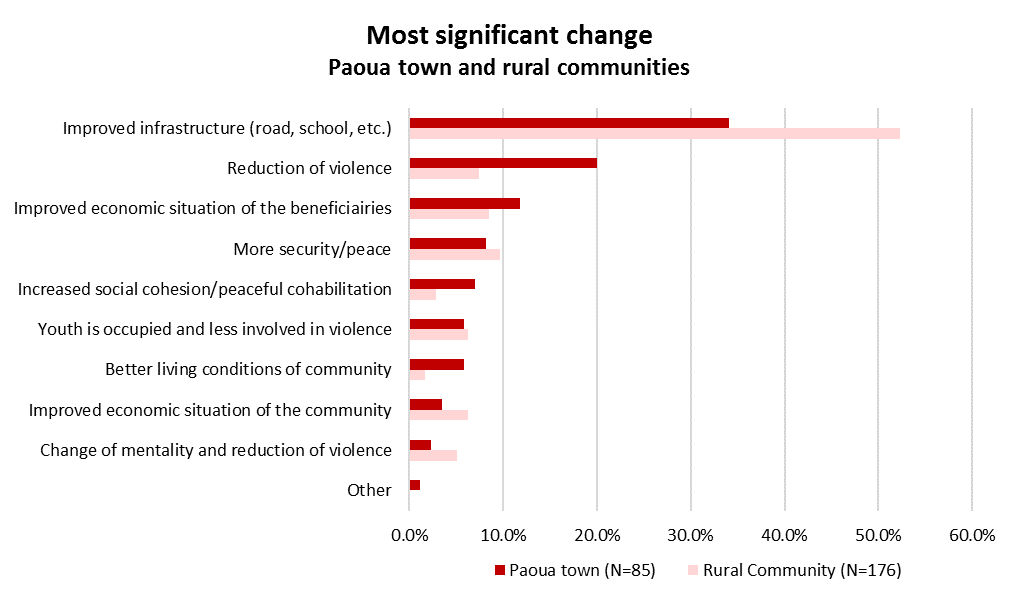 Most significant change
Paoua town and rural communities
Improved infrastructure (road, school, etc.)
Reduction of violence
Improved economic situation of the beneficiairies
More security/peace
Increased social cohesion/peaceful cohabilitation
Youth is occupied and less involved in violence
Better living conditions of community
Improved economic situation of the community
Change of mentality and reduction of violence
Other
0.0% 10.0% 20.0% 30.0% 40.0% 50.0% 60.0%
Paoua town (N=85) Rural Community (N=176)